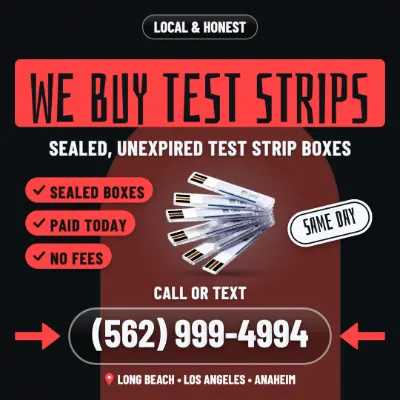 LOCAL & HONEST
WE BUY TEST STRIPS
SEALED, UNEXPIRED TEST STRIP BOXES
SEALED BOXES
PAID TODAY
NO FEES
SAME DAY
CALL OR TEXT
(562) 999-4994
LONG BEACH • LOS ANGELES • ANAHEIM